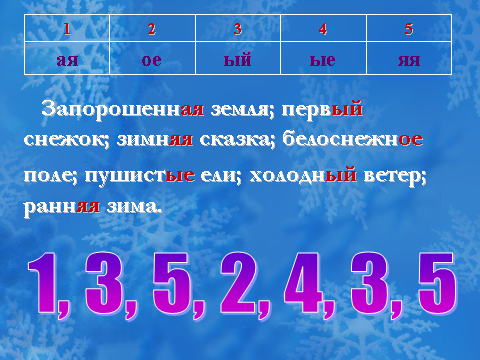 1 2 3 4 5
ая ое ый ые яя
Запорошенная земля; первый
снежок; зимняя сказка; белоснежное
поле; пушистые ели; холодный ветер;
ранняя зима.
1, 3, 5, 2, 4, 3, 5